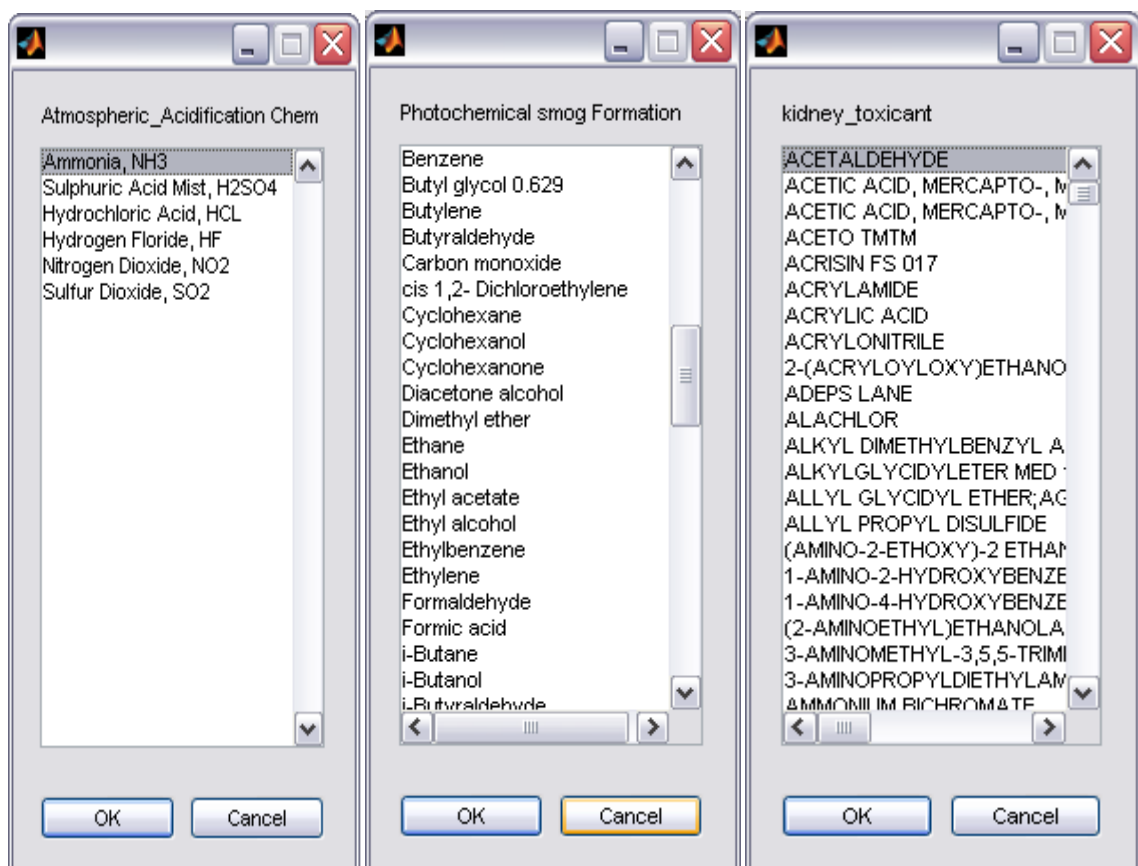 Atmospheric_Acidification Chem
Ammonia, NH3
Sulphuric Acid Mist, H2SO4
Hydrochloric Acid, HCL
Hydrogen Floride, HF
Nitrogen Dioxide, NO2
Sulfur Dioxide, SO2
OK
Cancel
Photochemical smog Formation
Benzene
Butyl glycol 0.629
Butylene
Butyraldehyde
Carbon monoxide
cis 1,2- Dichloroethylene
Cyclohexane
Cyclohexanol
Cyclohexanone
Diacetone alcohol
Dimethyl ether
Ethane
Ethanol
Ethyl acetate
Ethyl alcohol
Ethylbenzene
Ethylene
Formaldehyde
Formic acid
i-Butane
i-Butanol
i-Butyraldehyde
OK
Cancel
kidney_toxicant
ACETALDEHYDE
ACETIC ACID, MERCAPTO-, M
ACETIC ACID, MERCAPTO-, M
ACETO TMTM
ACRISIN FS 017
ACRYLAMIDE
ACRYLIC ACID
ACRYLONITRILE
2-(ACRYLOYLOXY)ETHANO
ADEPS LANE
ALACHLOR
ALKYL DIMETHYLBENZYL A
ALKYLGLYCIDYLETER MED
ALLYL GLYCIDYL ETHER;AG
ALLYL PROPYL DISULFIDE
(AMINO-2-ETHOXY)-2 ETHAN
1-AMINO-2-HYDROXYBENZE
1-AMINO-4-HYDROXYBENZE
(2-AMINOETHYL)ETHANOLA
3-AMINOMETHYL-3,5,5-TRIM
3-AMINOPROPYLDIETHYLAM
AMMONIUM BICHROMATE
OK
Cancel